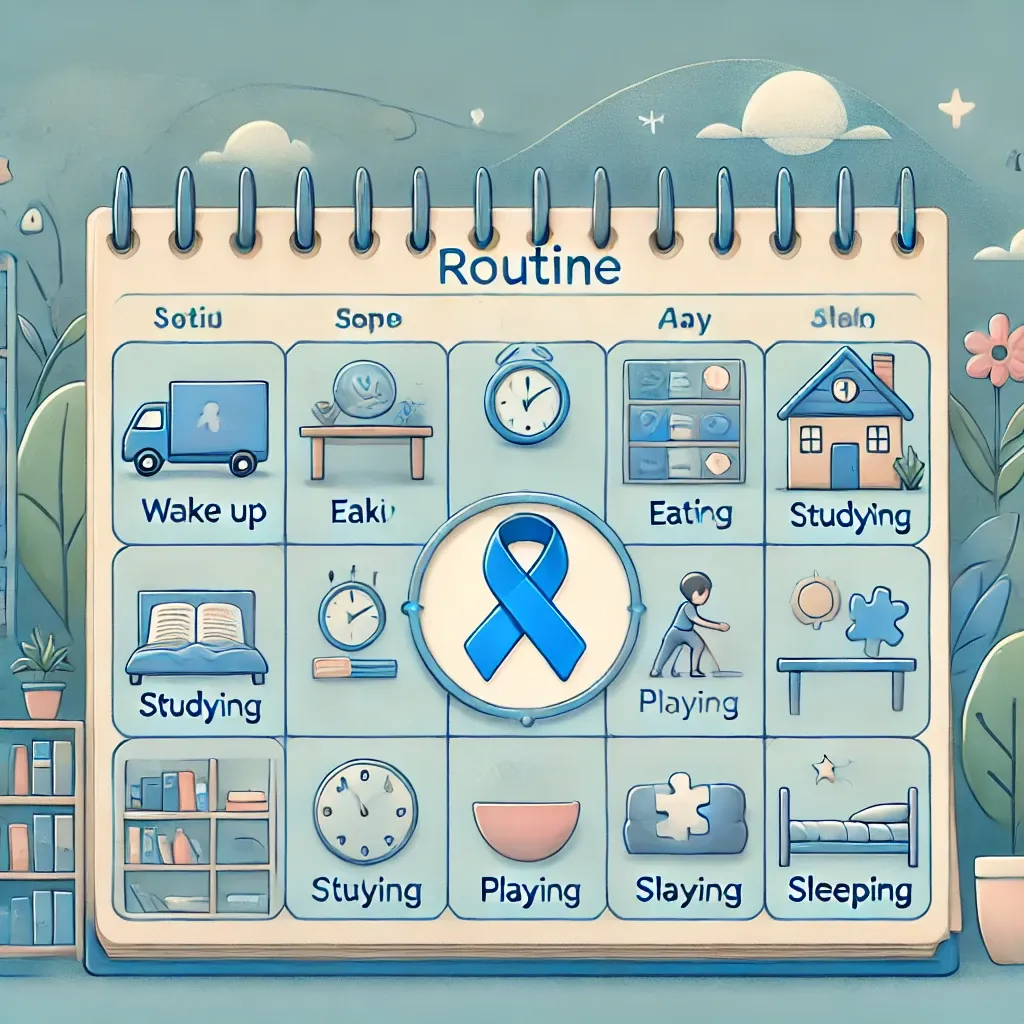 Routine
Sotiu Sope Aay Slaln
Wake up Eaki Eating Studying
Studying Playing
Stuying Playing Slaying Sleeping